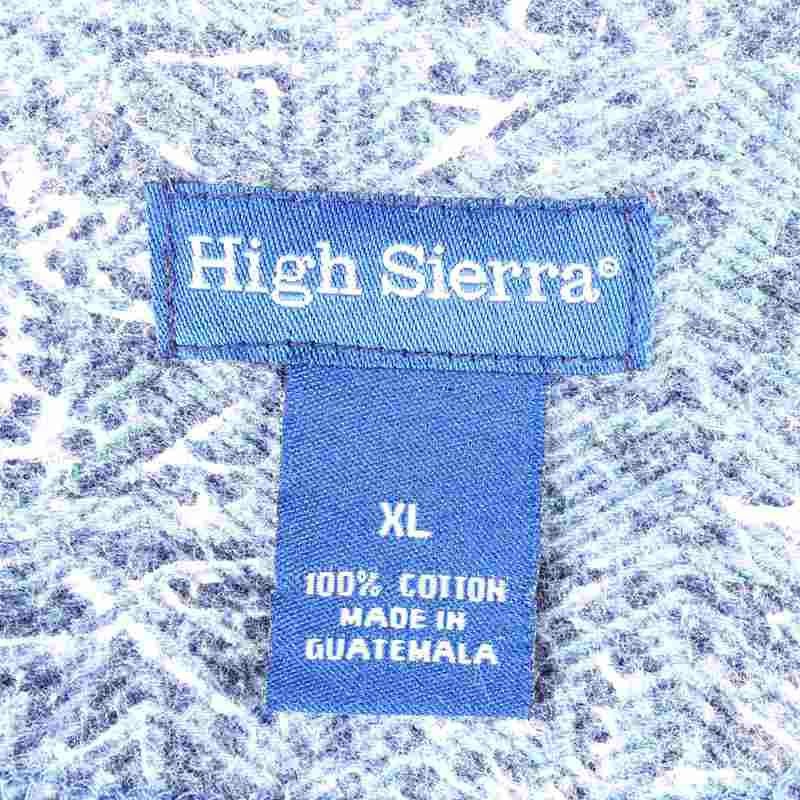 High Sierra®
XL
100% COTTON
MADE IN
GUATEMALA